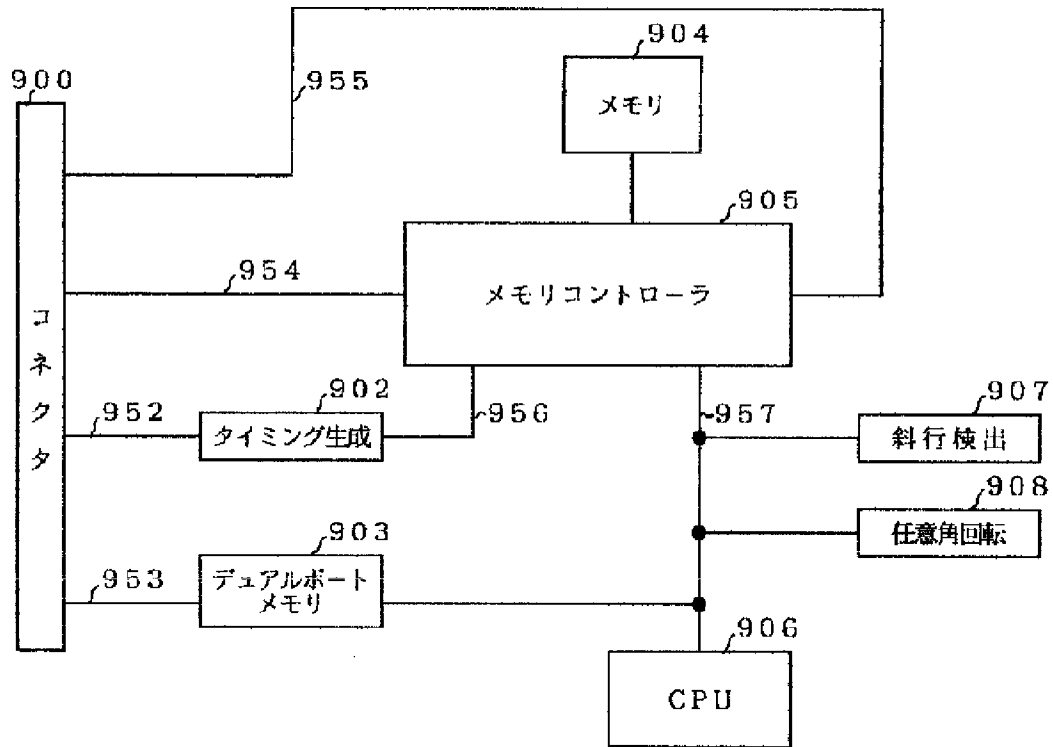 904
900
955
メモリ
905
954
メモリコントローラ
コネクタ
902
952
タイミング生成
956
957
907
斜行検出
908
任意角回転
903
953
デュアルポート
メモリ
906
CPU